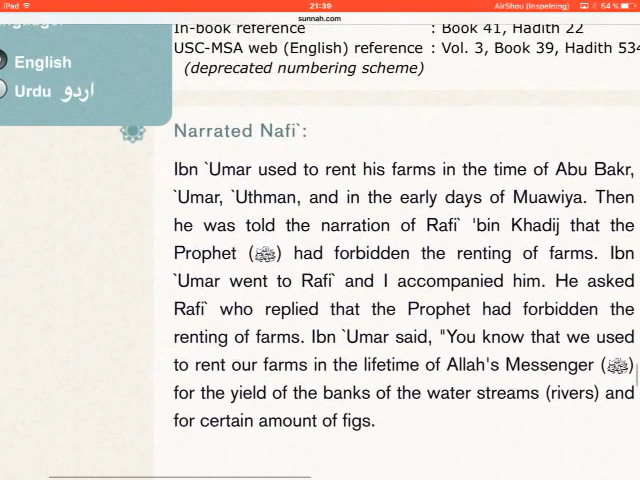 iPad 21:39 AirShou (Inspelning) 54 %
sunnah.com
English
Urdu اردو
In-book reference : Book 41, Hadith 22
USC-MSA web (English) reference : Vol. 3, Book 39, Hadith 534
(deprecated numbering scheme)
Narrated Nafi`:
Ibn `Umar used to rent his farms in the time of Abu Bakr,
`Umar, `Uthman, and in the early days of Muawiya. Then
he was told the narration of Rafi` 'bin Khadij that the
Prophet (ﷺ) had forbidden the renting of farms. Ibn
`Umar went to Rafi` and I accompanied him. He asked
Rafi` who replied that the Prophet had forbidden the
renting of farms. Ibn `Umar said, "You know that we used
to rent our farms in the lifetime of Allah's Messenger (ﷺ)
for the yield of the banks of the water streams (rivers) and
for certain amount of figs.